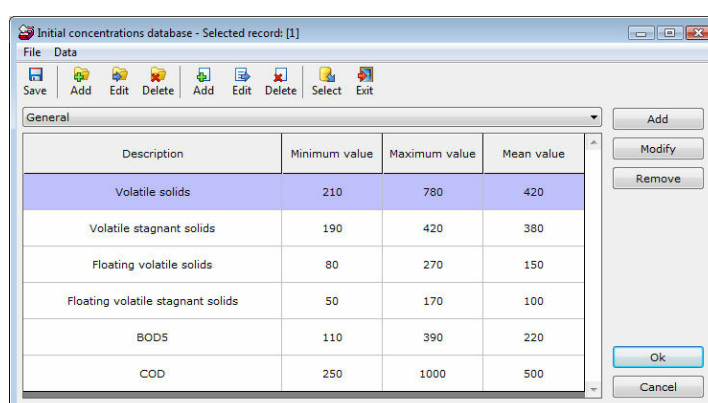 Initial concentrations database - Selected record: [1]
File Data
Save Add Edit Delete Add Edit Delete Select Exit
General
Add
Description Minimum value Maximum value Mean value
Modify
Remove
Volatile solids 210 780 420
Volatile stagnant solids 190 420 380
Floating volatile solids 80 270 150
Floating volatile stagnant solids 50 170 100
BOD5 110 390 220
COD 250 1000 500
Ok
Cancel